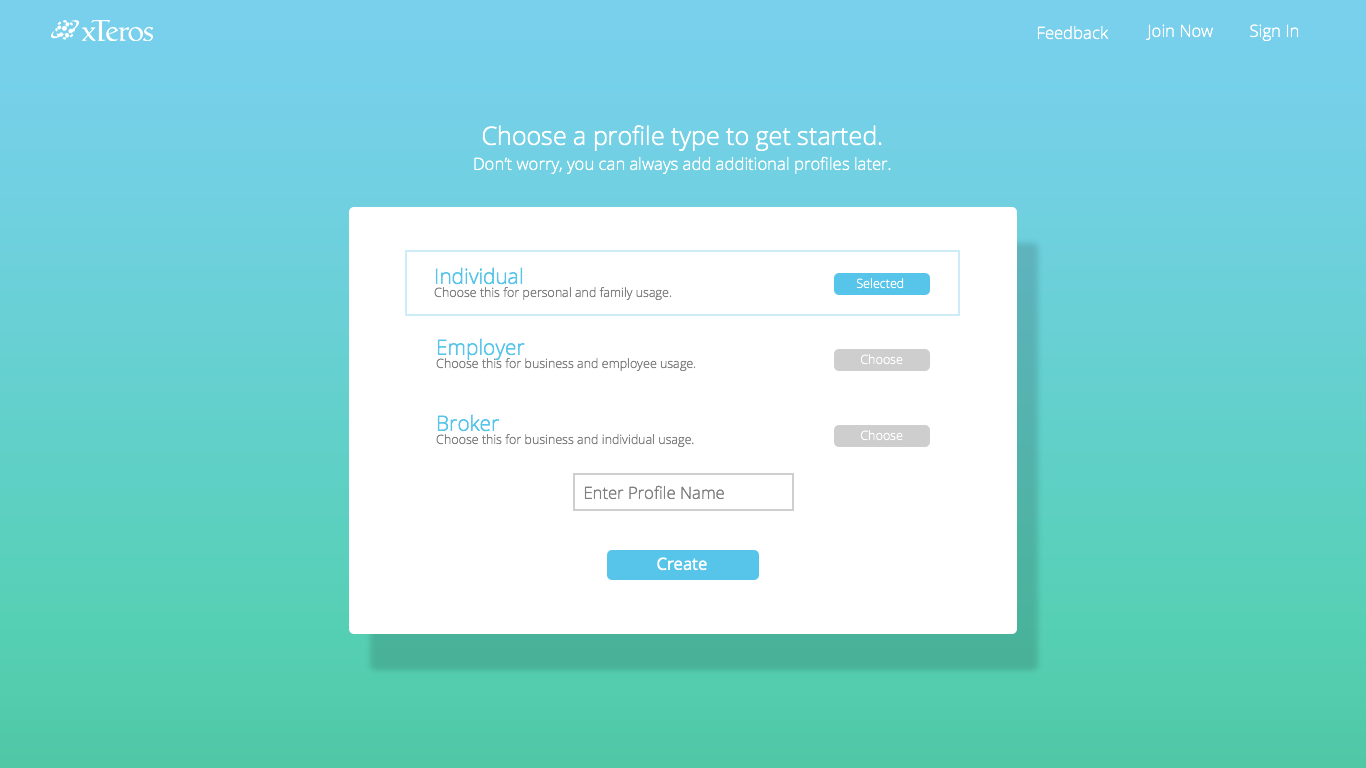 xTeros
Feedback
Join Now
Sign In
Choose a profile type to get started.
Don't worry, you can always add additional profiles later.
Individual
Choose this for personal and family usage.
Selected
Employer
Choose this for business and employee usage.
Choose
Broker
Choose this for business and individual usage.
Choose
Enter Profile Name
Create